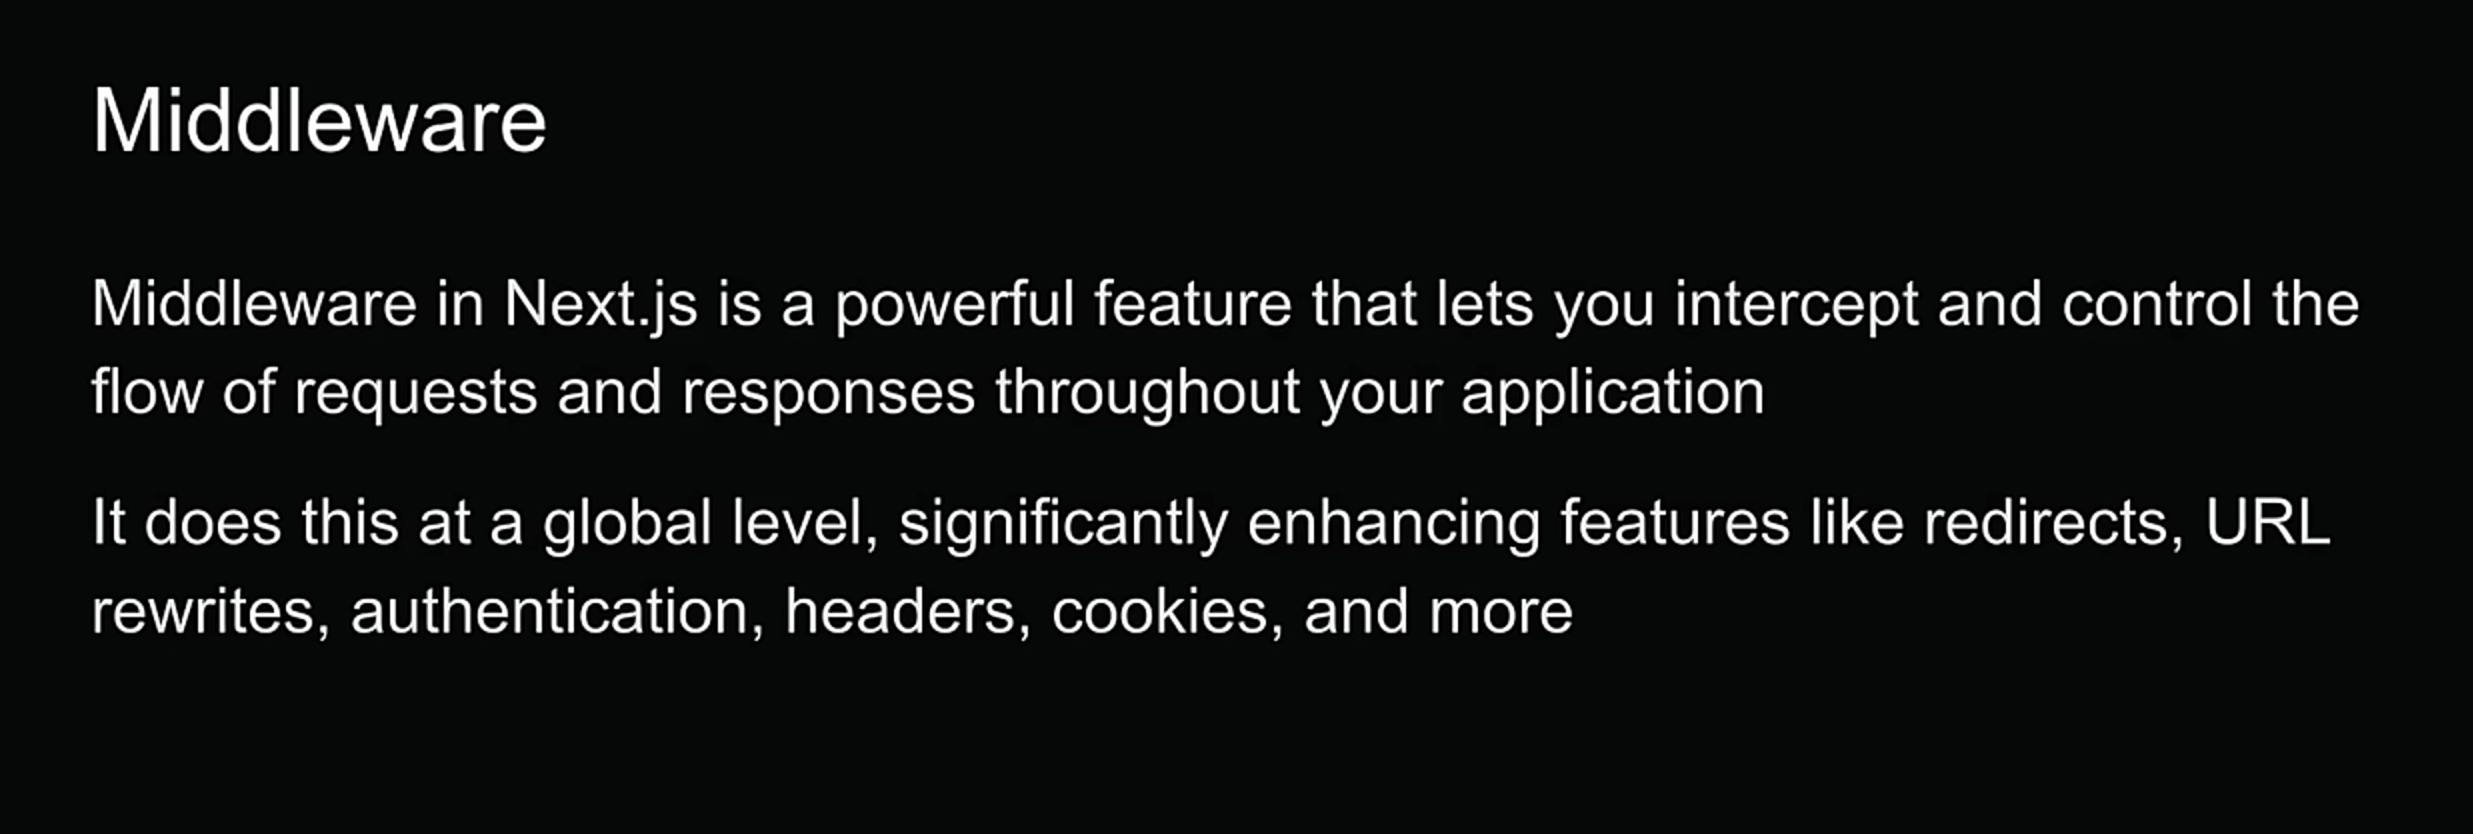 Middleware
Middleware in Next.js is a powerful feature that lets you intercept and control the
flow of requests and responses throughout your application
It does this at a global level, significantly enhancing features like redirects, URL
rewrites, authentication, headers, cookies, and more